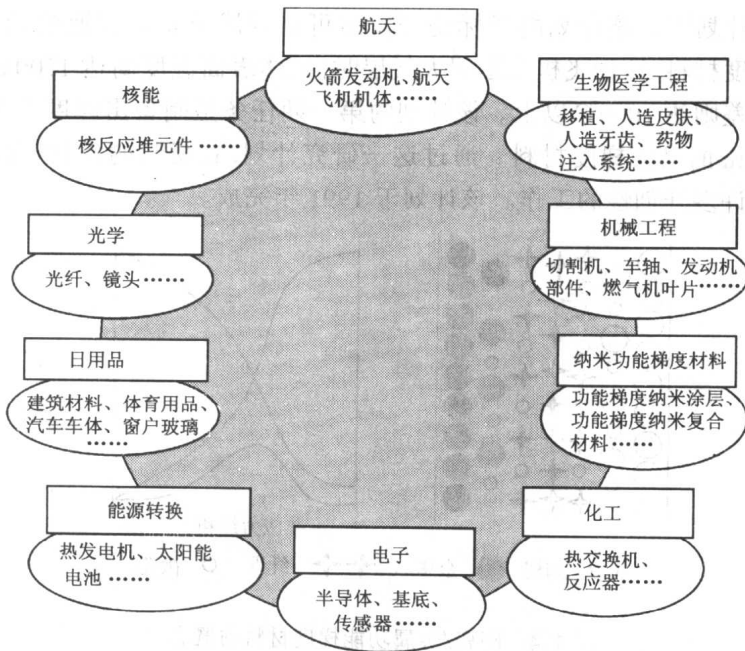 航天
火箭发动机、航天
飞机机体……
生物医学工程
移植、人造皮肤
人造牙齿、药物
注入系统……
机械工程
切割机、车轴、发动机
部件、燃气机叶片……
纳米功能梯度材料
功能梯度纳米涂层、
功能梯度纳米复合
材料……
化工
热交换机、
反应器……
电子
半导体、基底、
传感器……
能源转换
热发电机、太阳能
电池……
日用品
建筑材料、体育用品、
汽车车体、窗户玻璃
……
光学
光纤、镜头……
核能
核反应堆元件……